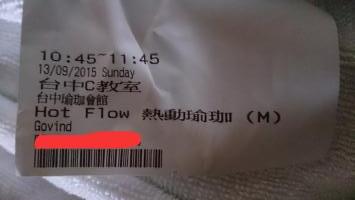 10:45~11:45
13/09/2015 Sunday
台中C教室
台中瑜珈會館
Hot Flow 熱動瑜珈 (M)
Govind